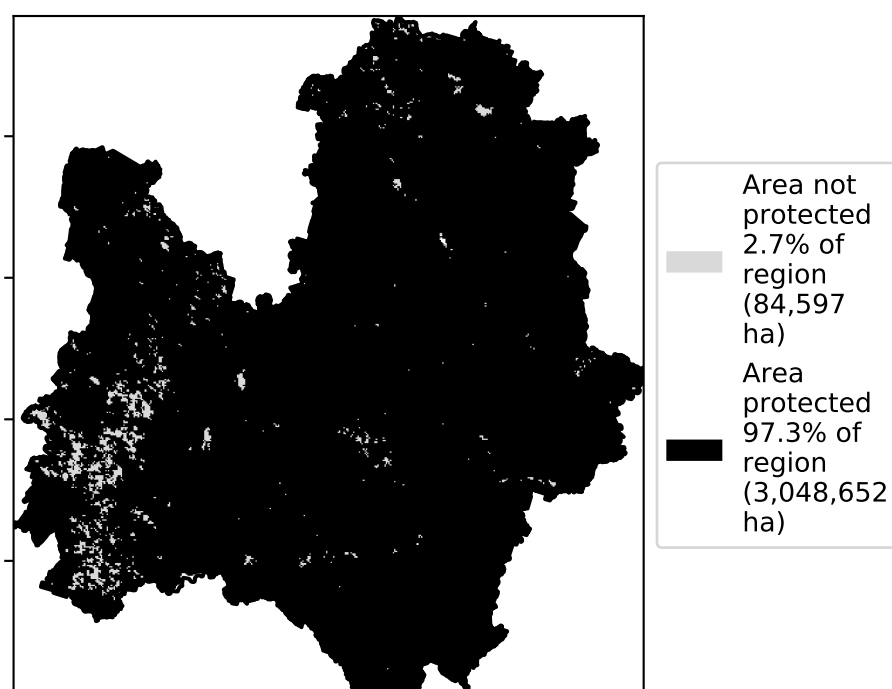 Area not
protected
2.7% of
region
(84,597
ha)
Area
protected
97.3% of
region
(3,048,652
ha)